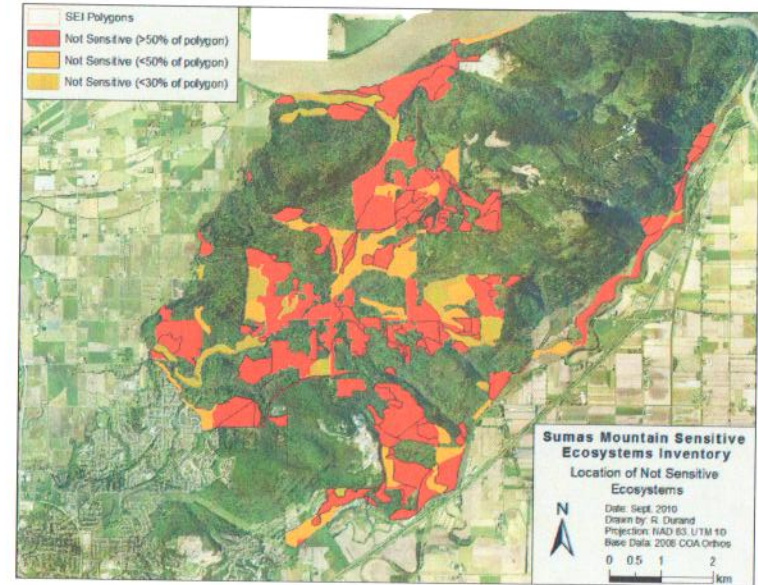 SEI Polygons
Not Sensitive (>50% of polygon)
Not Sensitive (<50% of polygon)
Not Sensitive (<30% of polygon)
Sumas Mountain Sensitive
Ecosystems Inventory
Location of Not Sensitive
Ecosystems
N
Date: Sept. 2010
Drawn by: R. Durand
Projection: NAD 83, UTM 10
Base Data: 2006 COA Orthos
0 0.5 1 2
km